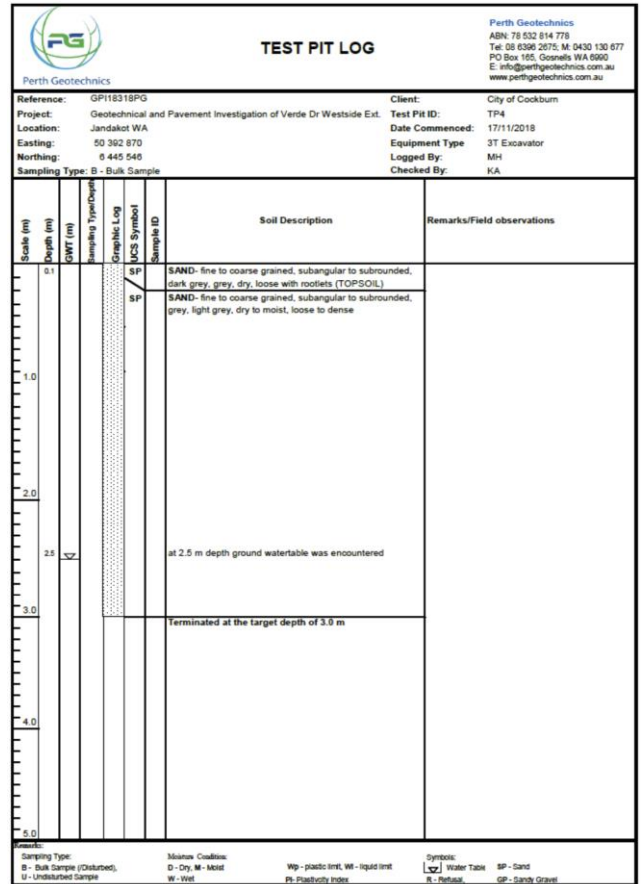 PG
Perth Geotechnics
TEST PIT LOG
Perth Geotechnics
ABN: 78 532 814 778
Tel: 08 6396 2675; M: 0430 130 677
PO Box 165, Gosnells WA 6990
E: info@perthgeotechnics.com.au
www.perthgeotechnics.com.au
Reference: GPI18318PG Client: City of Cockburn
Project: Geotechnical and Pavement Investigation of Verde Dr Westside Ext. Test Pit ID: TP4
Location: Jandakot WA Date Commenced: 17/11/2018
Easting: 50 392 870 Equipment Type 3T Excavator
Northing: 6 445 546 Logged By: MH
Sampling Type: B - Bulk Sample Checked By: KA
Scale (m)
Depth (m)
GWT (m)
Sampling Type/Depth
Graphic Log
UCS Symbol
Sample ID
Soil Description
Remarks/Field observations
0.1 SP SAND- fine to coarse grained, subangular to subrounded,
dark grey, grey, dry, loose with rootlets (TOPSOIL)
SP SAND- fine to coarse grained, subangular to subrounded,
grey, light grey, dry to moist, loose to dense
1.0
2.0
2.5 at 2.5 m depth ground watertable was encountered
3.0
Terminated at the target depth of 3.0 m
4.0
5.0
Remarks:
Sampling Type: Moisture Condition: Symbols:
B - Bulk Sample (/Disturbed), D - Dry, M - Moist Wp - plastic limit, Wl - liquid limit Water Table SP - Sand
U - Undisturbed Sample W - Wet PI- Plastivcity Index R - Refusal, GP - Sandy Gravel